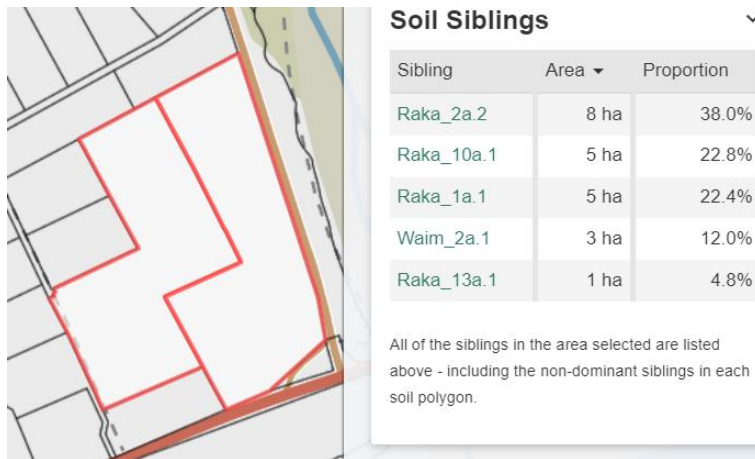 Soil Siblings
Sibling Area Proportion
Raka_2a.2 8 ha 38.0%
Raka_10a.1 5 ha 22.8%
Raka_1a.1 5 ha 22.4%
Waim_2a.1 3 ha 12.0%
Raka_13a.1 1 ha 4.8%
All of the siblings in the area selected are listed
above - including the non-dominant siblings in each
soil polygon.